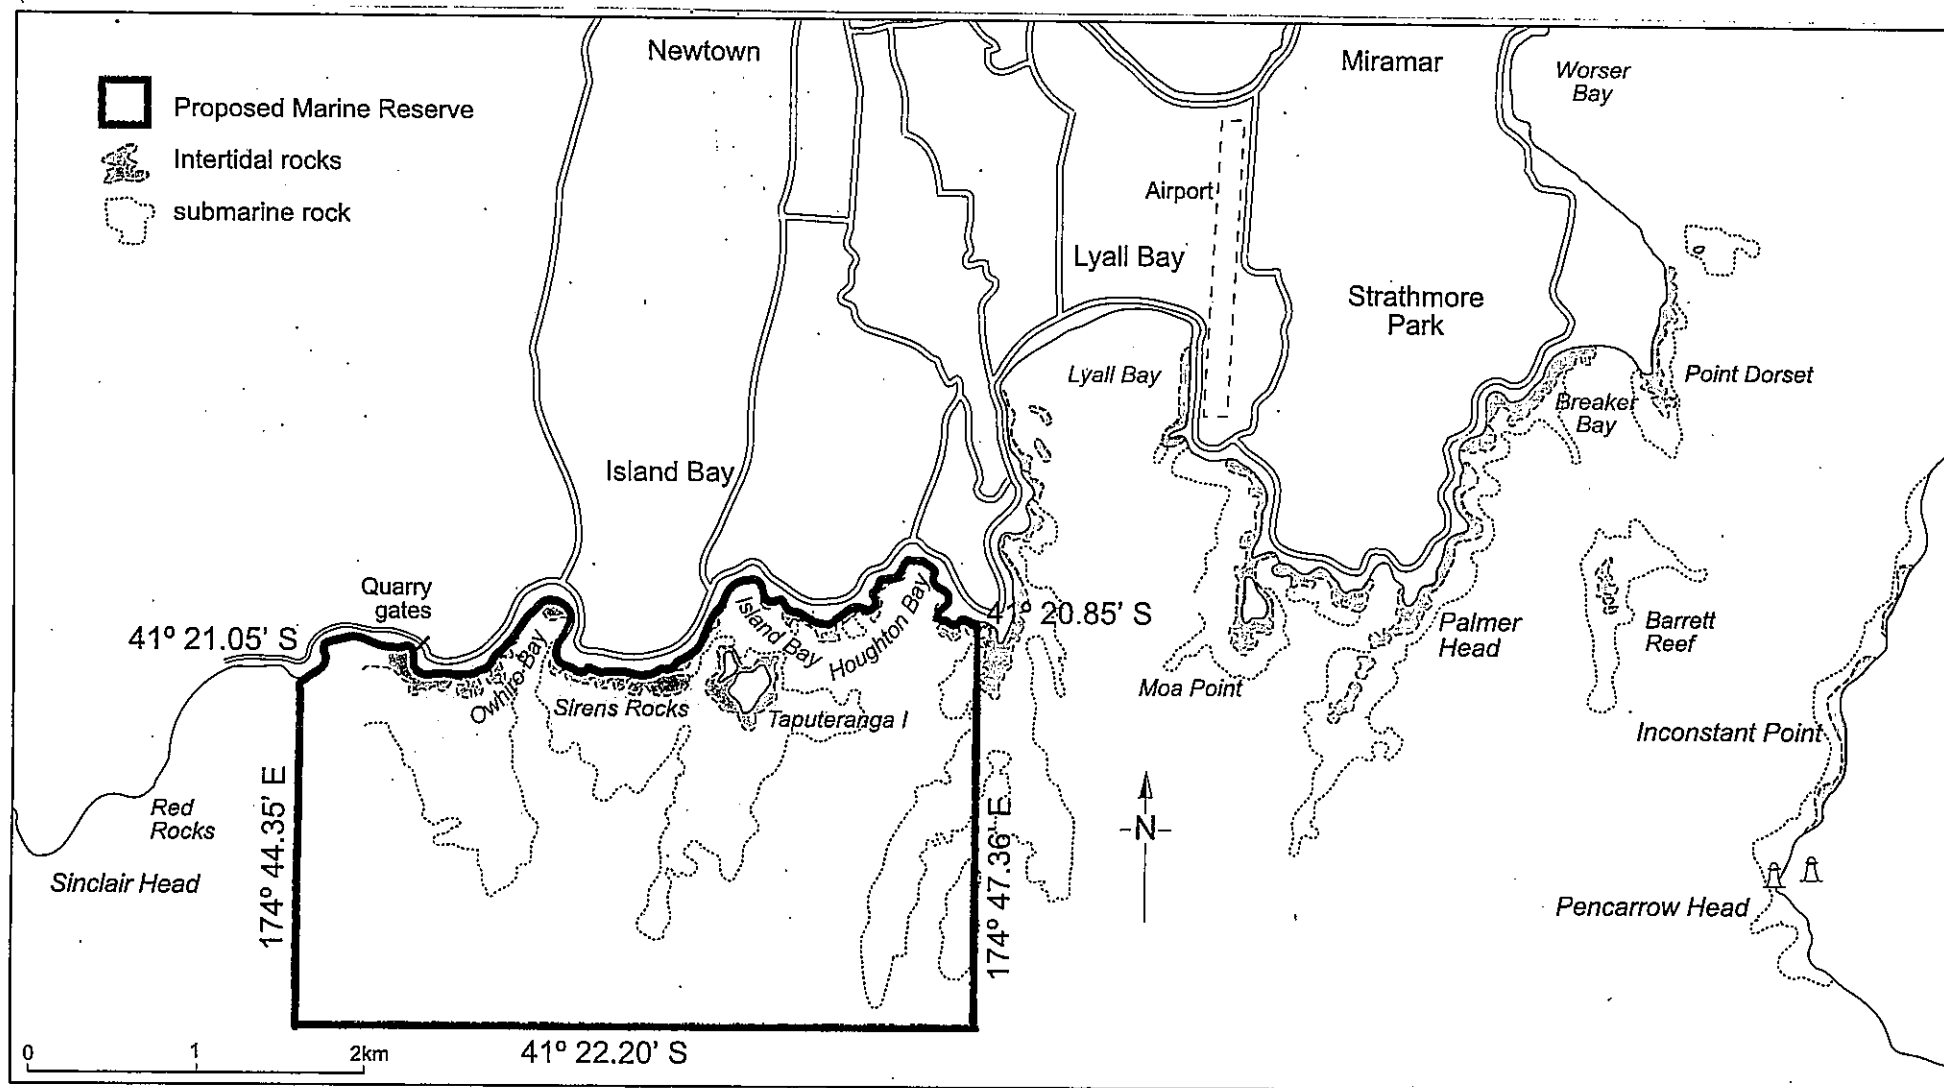 Newtown
Miramar
Worser
Bay
Proposed Marine Reserve
Intertidal rocks
submarine rock
Airport
Lyall Bay
Strathmore
Park
Lyall Bay
Point Dorset
Breaker
Bay
Island Bay
Quarry
gates
41° 21.05' S
41° 20.85' S
Island Bay
Houghton Bay
Owhiro Bay
Sirens Rocks
Taputeranga I
Moa Point
Palmer
Head
Barrett
Reef
Inconstant Point
Red
Rocks
Sinclair Head
174° 44.35' E
174° 47.36' E
N
Pencarrow Head
0 1 2km
41° 22.20' S